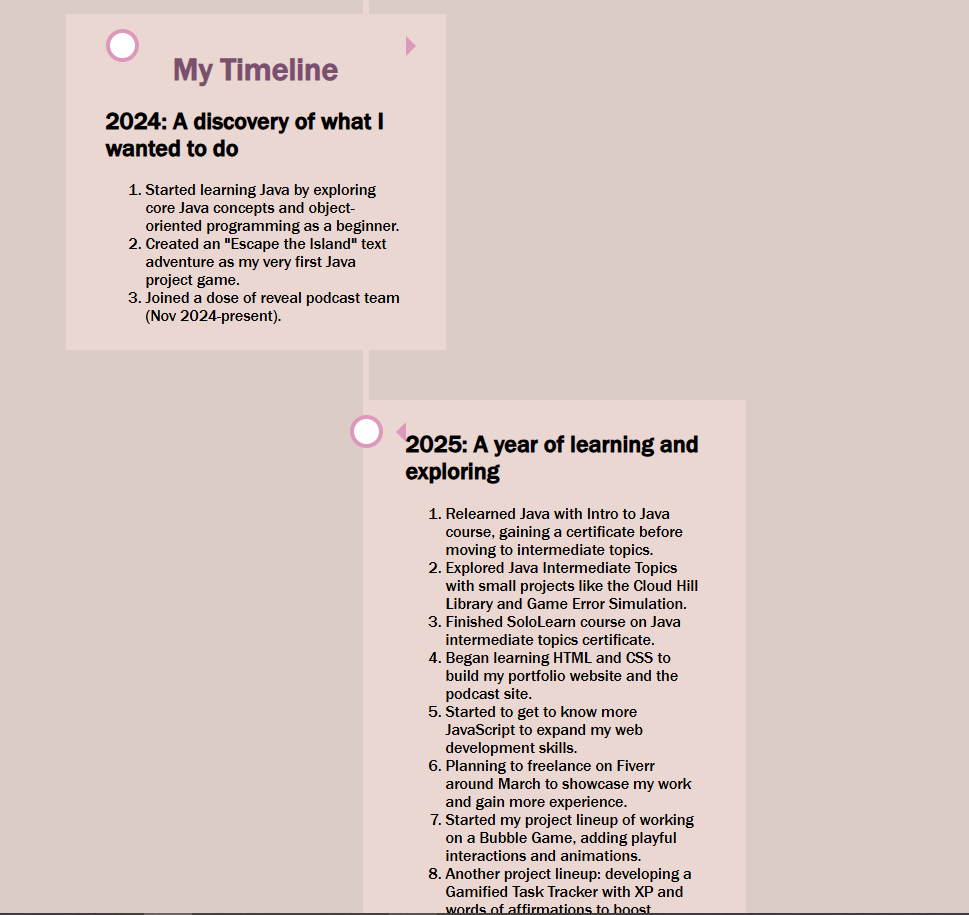 My Timeline
2024: A discovery of what I
wanted to do
1. Started learning Java by exploring
core Java concepts and object-
oriented programming as a beginner.
2. Created an "Escape the Island" text
adventure as my very first Java
project game.
3. Joined a dose of reveal podcast team
(Nov 2024-present).
2025: A year of learning and
exploring
1. Relearned Java with Intro to Java
course, gaining a certificate before
moving to intermediate topics.
2. Explored Java Intermediate Topics
with small projects like the Cloud Hill
Library and Game Error Simulation.
3. Finished SoloLearn course on Java
intermediate topics certificate.
4. Began learning HTML and CSS to
build my portfolio website and the
podcast site.
5. Started to get to know more
JavaScript to expand my web
development skills.
6. Planning to freelance on Fiverr
around March to showcase my work
and gain more experience.
7. Started my project lineup of working
on a Bubble Game, adding playful
interactions and animations.
8. Another project lineup: developing a
Gamified Task Tracker with XP and
words of affirmations to boost